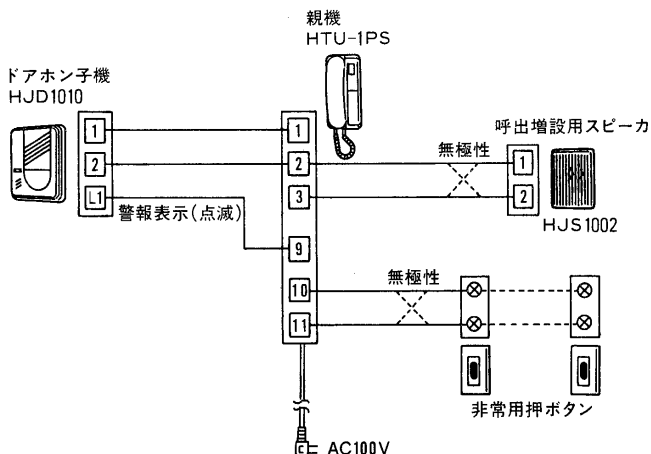 親機
HTU-1PS
ドアホン子機
HJD1010
呼出増設用スピーカ
1
1
無極性
1
2
2
3
2
L1
警報表示(点滅)
HJS1002
9
無極性
10
11
非常用押ボタン
AC100V